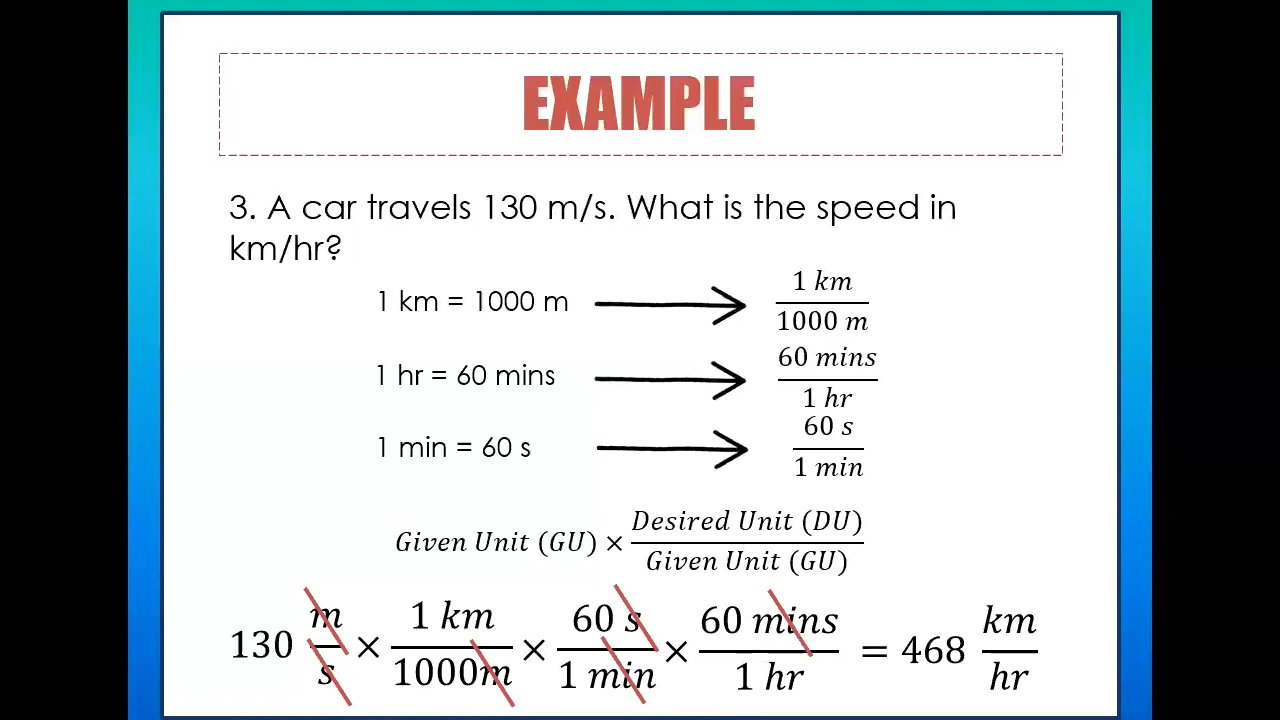 EXAMPLE
3. A car travels 130 m/s. What is the speed in
km/hr?
1 km = 1000 m → 1 km / 1000 m
1 hr = 60 mins → 60 mins / 1 hr
1 min = 60 s → 60 s / 1 min
Given Unit (GU) × Desired Unit (DU) / Given Unit (GU)
130 m/s × 1 km / 1000m × 60 s / 1 min × 60 mins / 1 hr = 468 km/hr